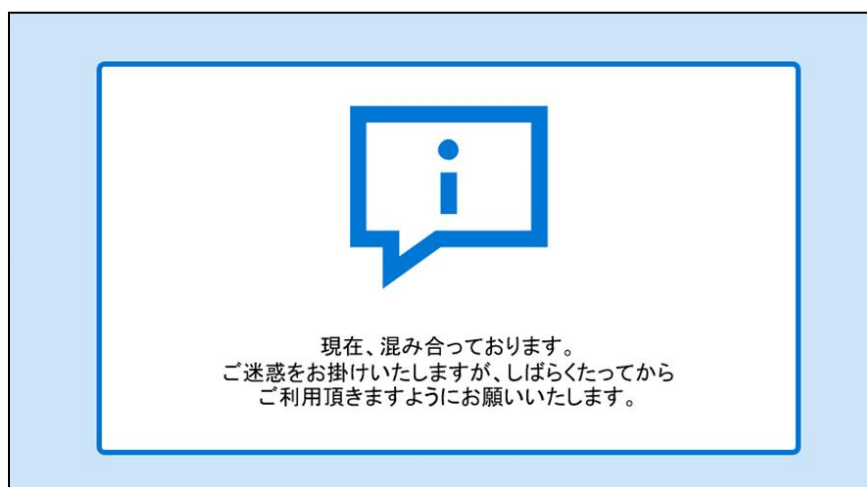 現在、混み合っております。
ご迷惑をお掛けいたしますが、しばらくたってから
ご利用頂きますようにお願いいたします。